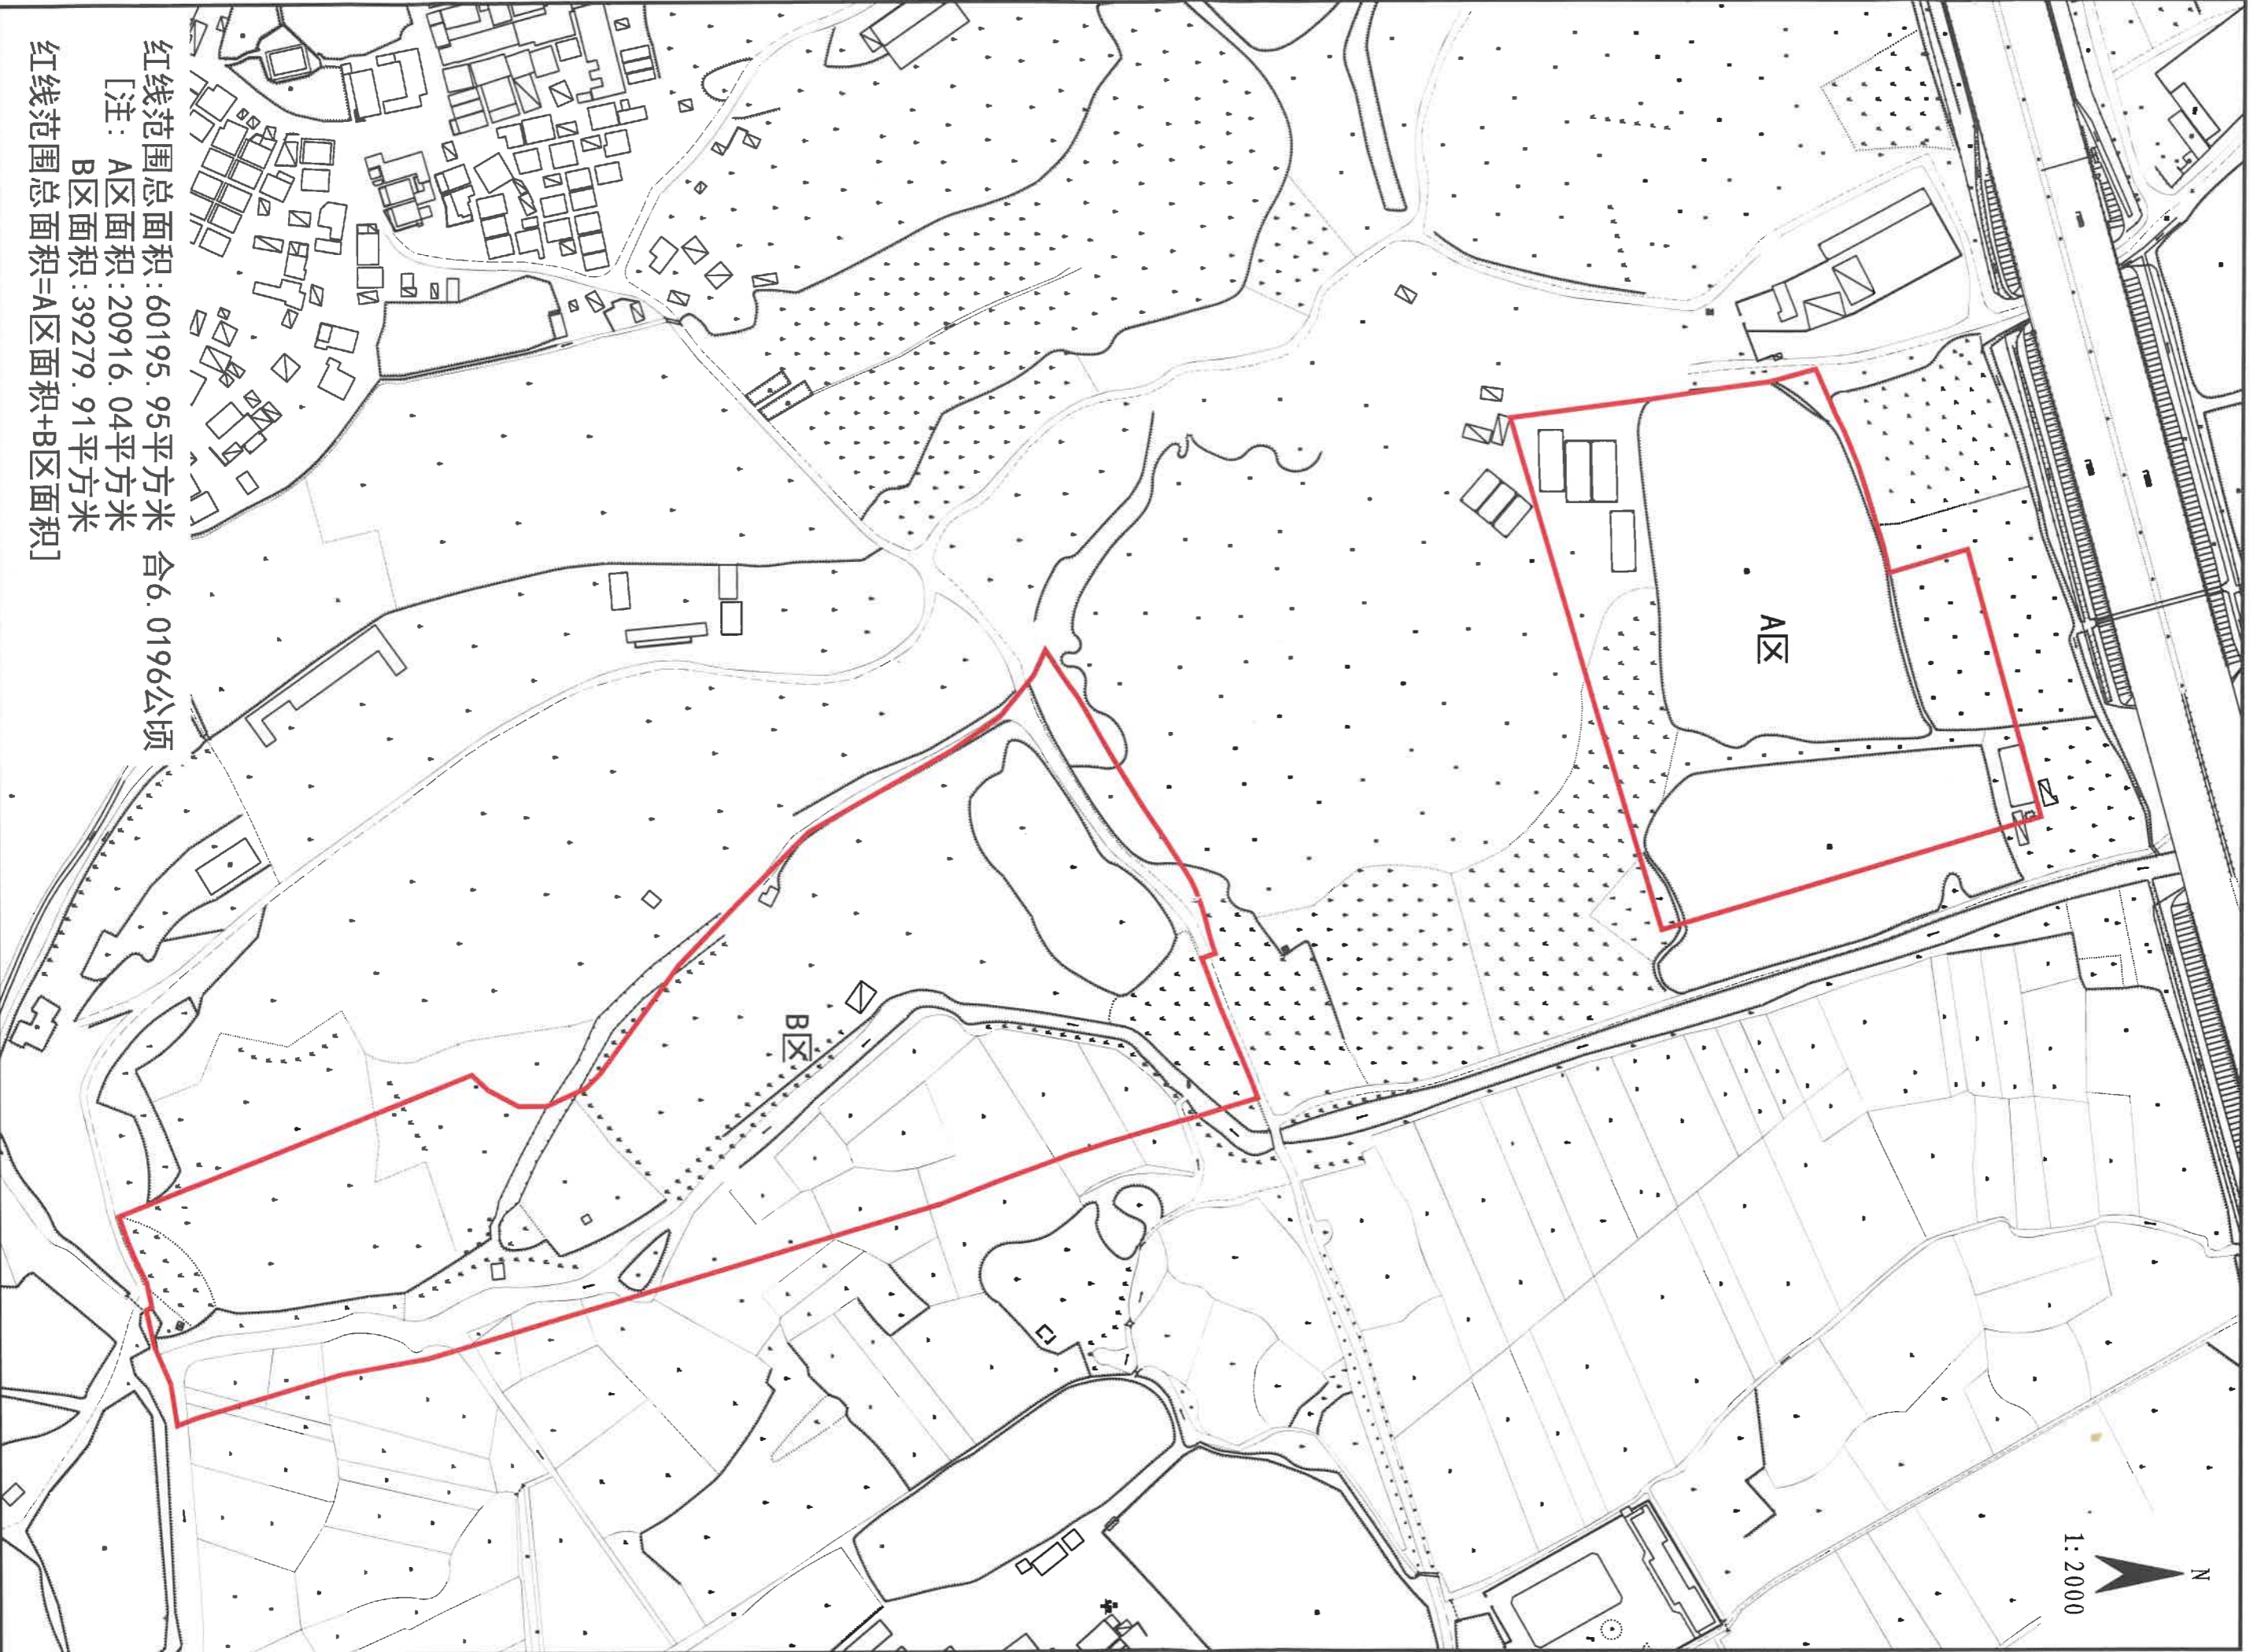 N
1:2000
A区
B区
红线范围总面积:60195.95平方米 合6.0196公顷
[注: A区面积:20916.04平方米
B区面积:39279.91平方米
红线范围总面积=A区面积+B区面积]